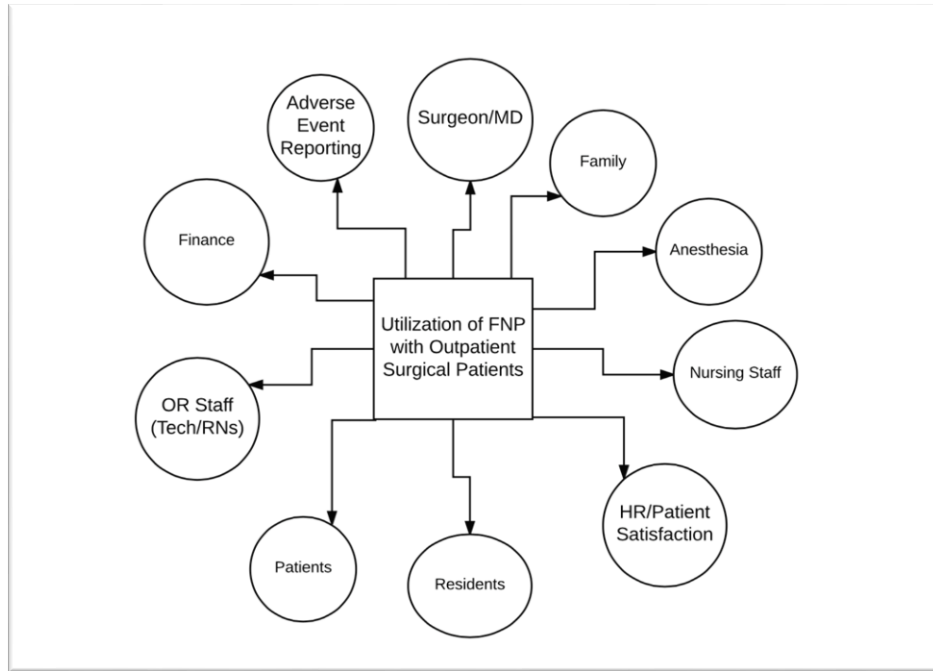 Adverse
Event
Reporting
Surgeon/MD
Family
Finance
Anesthesia
Utilization of FNP
with Outpatient
Surgical Patients
Nursing Staff
OR Staff
(Tech/RNs)
HR/Patient
Satisfaction
Patients
Residents